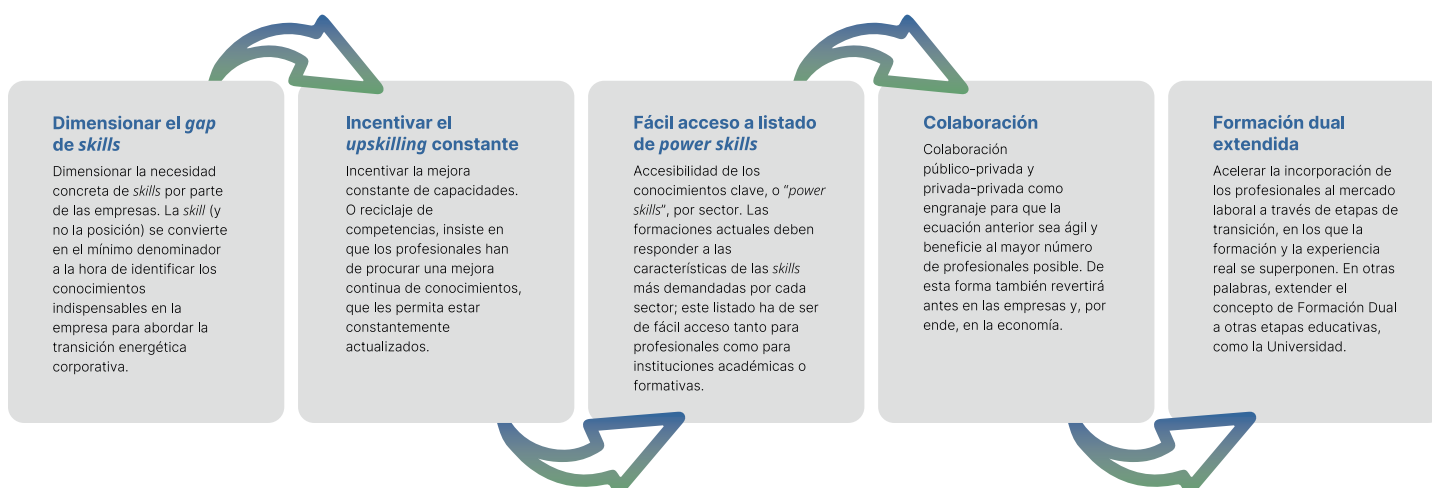 Dimensionar el gap
de skills
Dimensionar la necesidad
concreta de skills por parte
de las empresas. La skill (y
no la posición) se convierte
en el mínimo denominador
a la hora de identificar los
conocimientos
indispensables en la
empresa para abordar la
transición energética
corporativa.
Incentivar el
upskilling constante
Incentivar la mejora
constante de capacidades.
O reciclaje de
competencias, insiste en
que los profesionales han
de procurar una mejora
continua de conocimientos,
que les permita estar
constantemente
actualizados.
Fácil acceso a listado
de power skills
Accesibilidad de los
conocimientos clave, o "power
skills", por sector. Las
formaciones actuales deben
responder a las
características de las skills
más demandadas por cada
sector; este listado ha de ser
de fácil acceso tanto para
profesionales como para
instituciones académicas o
formativas.
Colaboración
Colaboración
público-privada y
privada-privada como
engranaje para que la
ecuación anterior sea ágil y
beneficie al mayor número
de profesionales posible. De
esta forma también revertirá
antes en las empresas y, por
ende, en la economía.
Formación dual
extendida
Acelerar la incorporación de
los profesionales al mercado
laboral a través de etapas de
transición, en los que la
formación y la experiencia
real se superponen. En otras
palabras, extender el
concepto de Formación Dual
a otras etapas educativas,
como la Universidad.